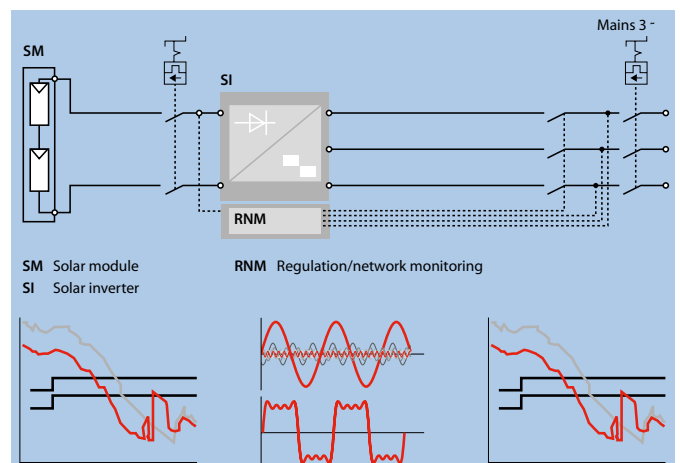 Mains 3 ~
SM
SI
RNM
SM Solar module
RNM Regulation/network monitoring
SI Solar inverter